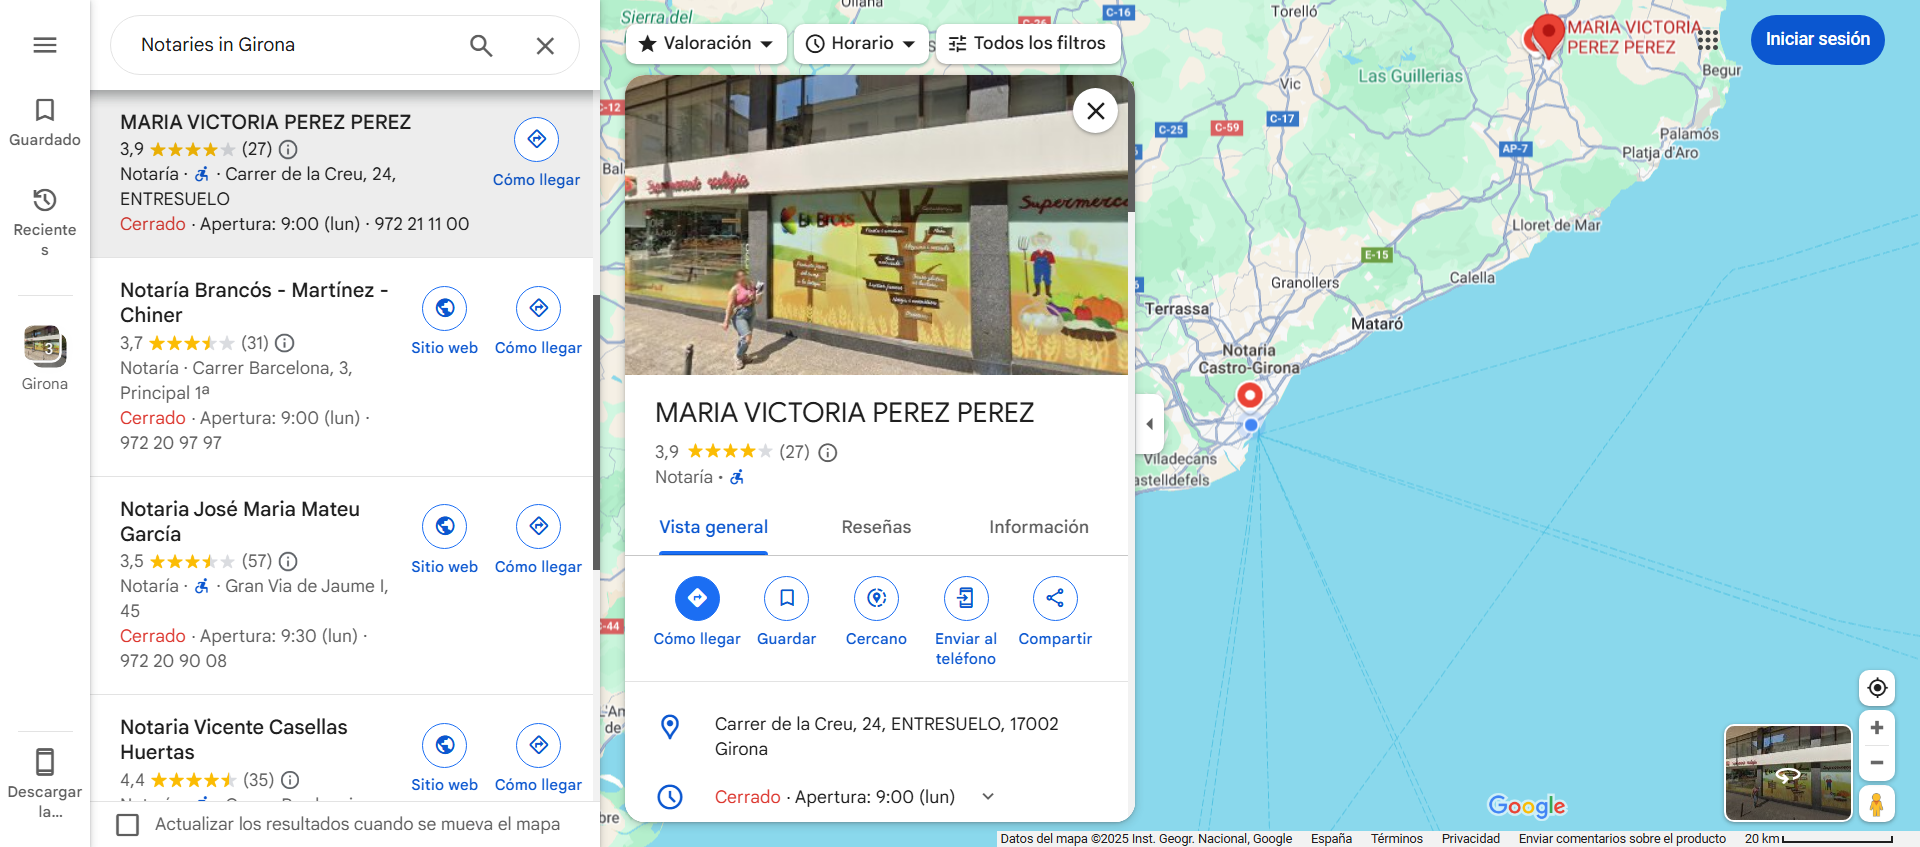 Notaries in Girona
Guardado
Reciente
s
3
Girona
Descargar
la...
MARIA VICTORIA PEREZ PEREZ
3,9 (27)
Notaría · Carrer de la Creu, 24,
ENTRESUELO
Cerrado · Apertura: 9:00 (lun) · 972 21 11 00
Cómo llegar
Notaría Brancós - Martínez -
Chiner
3,7 (31)
Notaría · Carrer Barcelona, 3,
Principal 1ª
Cerrado · Apertura: 9:00 (lun) ·
972 20 97 97
Sitio web
Cómo llegar
Notaria José Maria Mateu
García
3,5 (57)
Notaría · Gran Via de Jaume I,
45
Cerrado · Apertura: 9:30 (lun) ·
972 20 90 08
Sitio web
Cómo llegar
Notaria Vicente Casellas
Huertas
4,4 (35)
Sitio web
Cómo llegar
Actualizar los resultados cuando se mueva el mapa
Valoración
Horario
Todos los filtros
Supermercats ecològics
Supermerca
MARIA VICTORIA PEREZ PEREZ
3,9 (27)
Notaría ·
Vista general
Reseñas
Información
Cómo llegar
Guardar
Cercano
Enviar al
teléfono
Compartir
Carrer de la Creu, 24, ENTRESUELO, 17002
Girona
Cerrado · Apertura: 9:00 (lun)
Sierra del
C-16
Torelló
MARIA VICTORIA
PEREZ PEREZ
Iniciar sesión
Las Guillerias
Begur
Vic
C-12
C-17
C-25
C-59
Palamós
AP-7
Platja d'Aro
Lloret de Mar
E-15
Calella
Granollers
Terrassa
Mataró
Notaria
Castro-Girona
Viladecans
astelldefels
C-44
Google
Datos del mapa ©2025 Inst. Geogr. Nacional, Google
España
Términos
Privacidad
Enviar comentarios sobre el producto
20 km